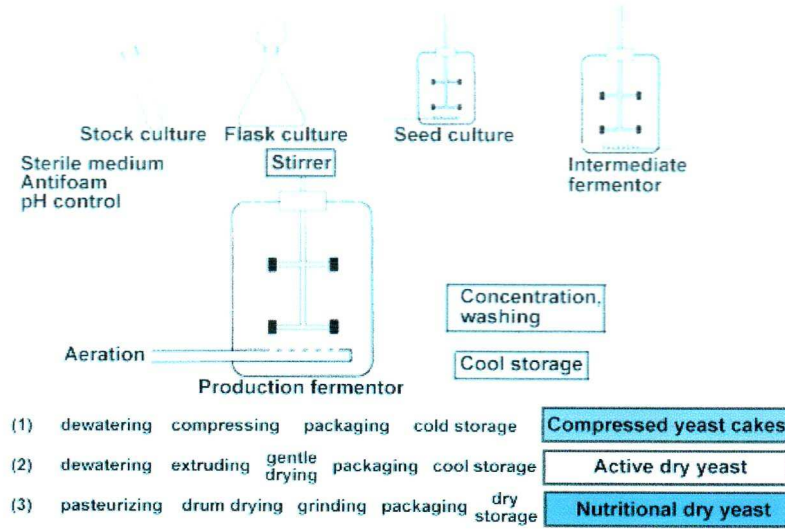 Stock culture Flask culture Seed culture
Intermediate
fermentor
Sterile medium
Antifoam
pH control
Stirrer
Concentration,
washing
Aeration
Cool storage
Production fermentor
(1) dewatering compressing packaging cold storage Compressed yeast cakes
(2) dewatering extruding gentle drying packaging cool storage Active dry yeast
(3) pasteurizing drum drying grinding packaging dry storage Nutritional dry yeast